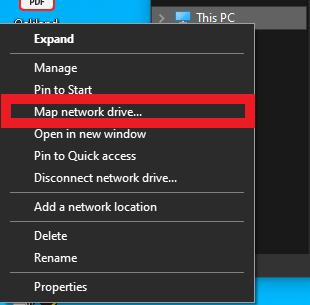 PDF
This PC
Expand
Manage
Pin to Start
Map network drive...
Open in new window
Pin to Quick access
Disconnect network drive...
Add a network location
Delete
Rename
Properties